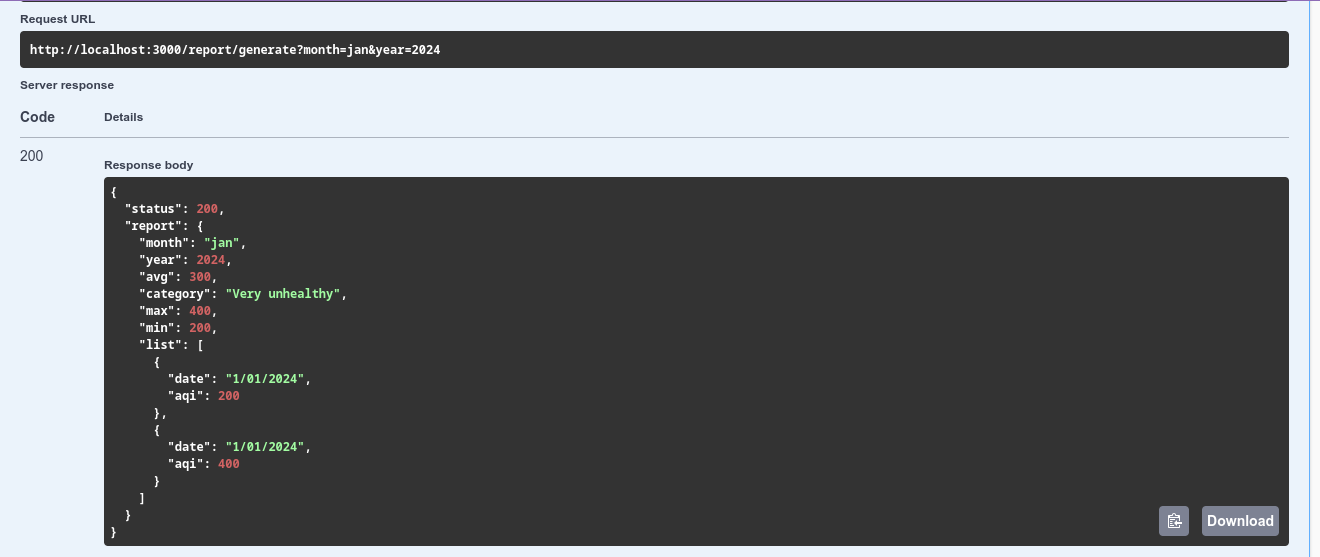 Request URL
http://localhost:3000/report/generate?month=jan&year=2024
Server response
Code Details
200
Response body
{
  "status": 200,
  "report": {
    "month": "jan",
    "year": 2024,
    "avg": 300,
    "category": "Very unhealthy",
    "max": 400,
    "min": 200,
    "list": [
      {
        "date": "1/01/2024",
        "aqi": 200
      },
      {
        "date": "1/01/2024",
        "aqi": 400
      }
    ]
  }
}
Download